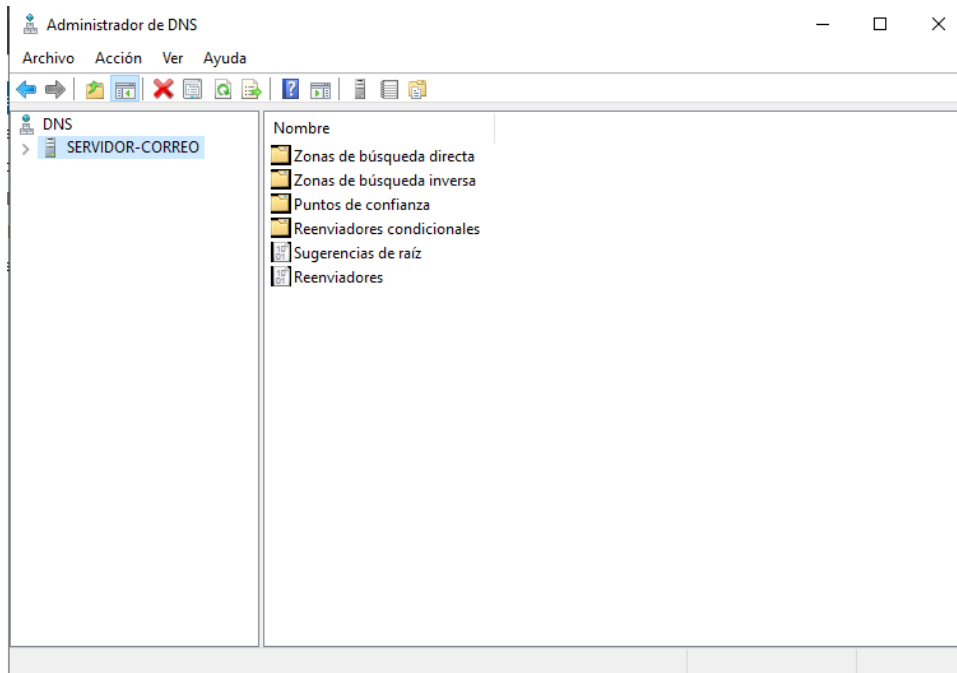 Administrador de DNS
Archivo Acción Ver Ayuda
DNS
SERVIDOR-CORREO
Nombre
Zonas de búsqueda directa
Zonas de búsqueda inversa
Puntos de confianza
Reenviadores condicionales
Sugerencias de raíz
Reenviadores